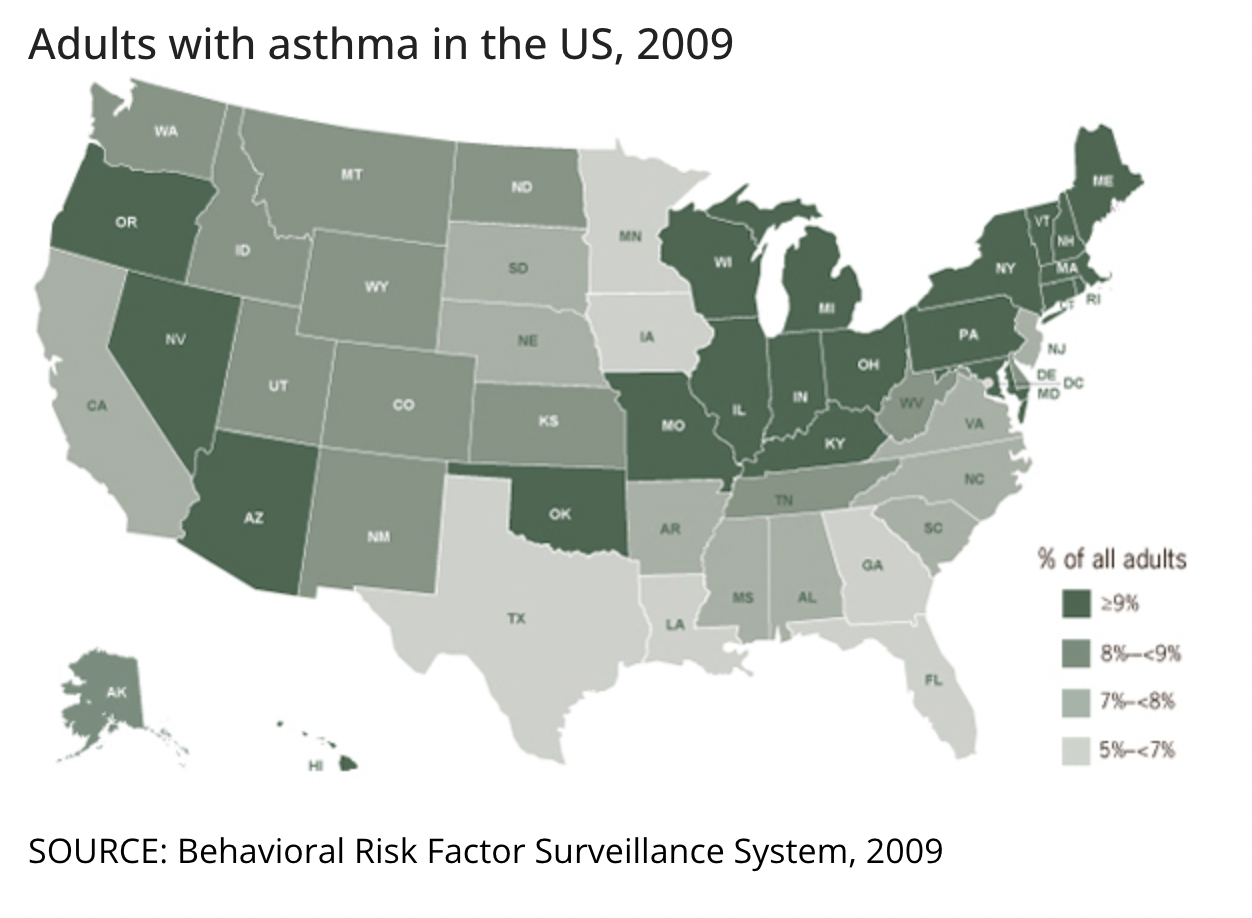 Adults with asthma in the US, 2009
WA
MT
ND
MN
ME
OR
ID
SD
WI
VT
NH
WY
NY
MA
MI
CT
RI
NV
NE
IA
PA
NJ
UT
CO
IL
IN
OH
DE
DC
MD
CA
KS
MO
KY
WV
VA
AZ
NM
OK
AR
TN
NC
SC
TX
LA
MS
AL
GA
FL
AK
HI
% of all adults
≥9%
8%–<9%
7%–<8%
5%–<7%
SOURCE: Behavioral Risk Factor Surveillance System, 2009